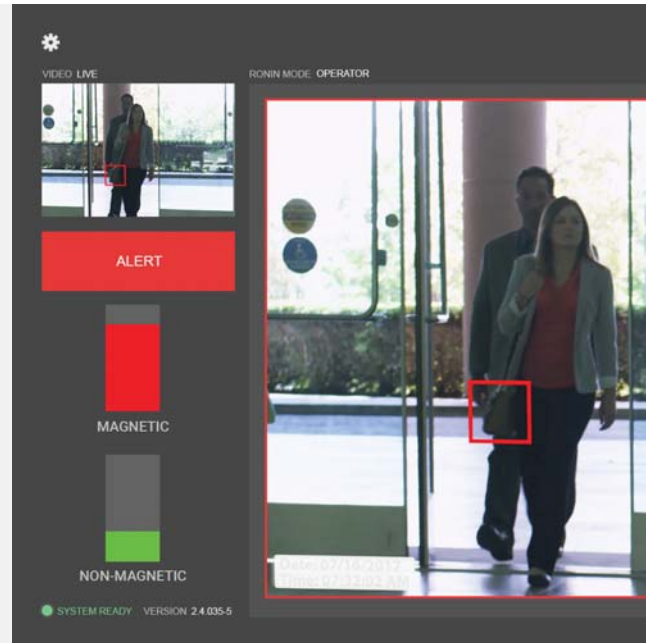 VIDEO LIVE
RONIN MODE OPERATOR
ALERT
MAGNETIC
NON-MAGNETIC
Date: 07/16/2017
Time: 07:32:02 AM
SYSTEM READY VERSION 2.4.035-5